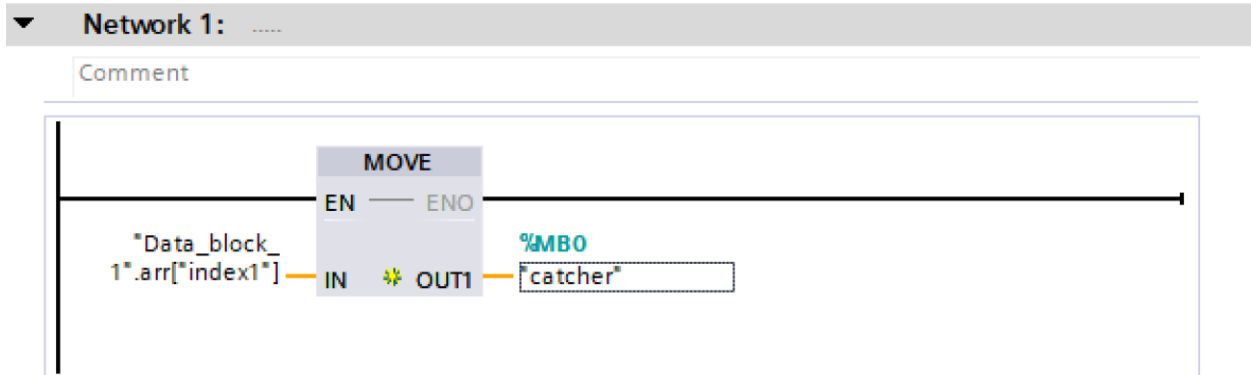 Network 1: .....
Comment
MOVE
EN ENO
"Data_block_
1".arr["index1"]
IN OUT1
%MB0
"catcher"